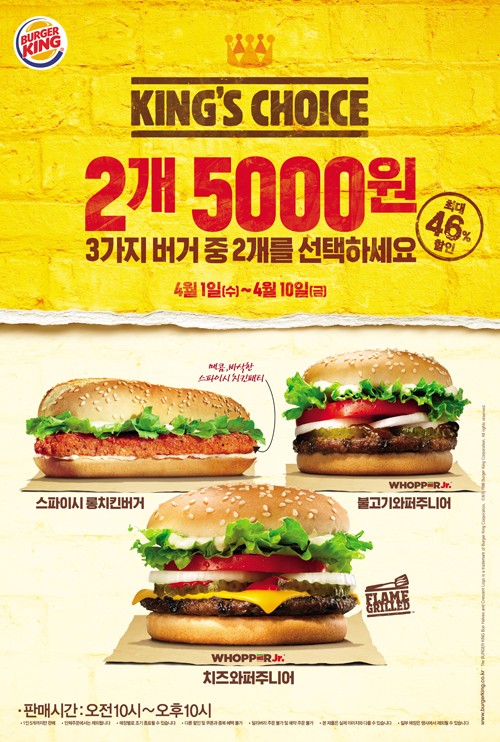 BURGER KING
KING'S CHOICE
2개 5000원
3가지 버거 중 2개를 선택하세요
최대
46%
할인
4월 1일(수)~4월 10일(금)
매콤, 바삭한
스파이시 치킨패티
스파이시 롱치킨버거
WHOPPER Jr.
불고기와퍼주니어
FLAME
GRILLED
WHOPPER Jr.
치즈와퍼주니어
· 판매시간 : 오전10시~오후10시
www.burgerking.co.kr